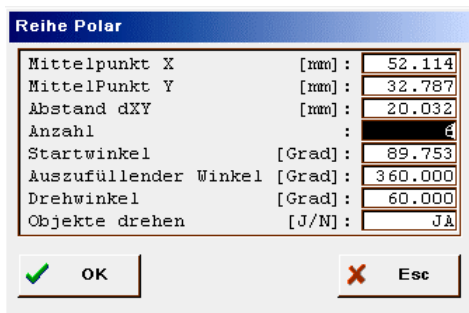 Reihe Polar
Mittelpunkt X [mm]: 52.114
MittelPunkt Y [mm]: 32.787
Abstand dXY [mm]: 20.032
Anzahl : 6
Startwinkel [Grad]: 89.753
Auszufüllender Winkel [Grad]: 360.000
Drehwinkel [Grad]: 60.000
Objekte drehen [J/N]: JA
OK Esc